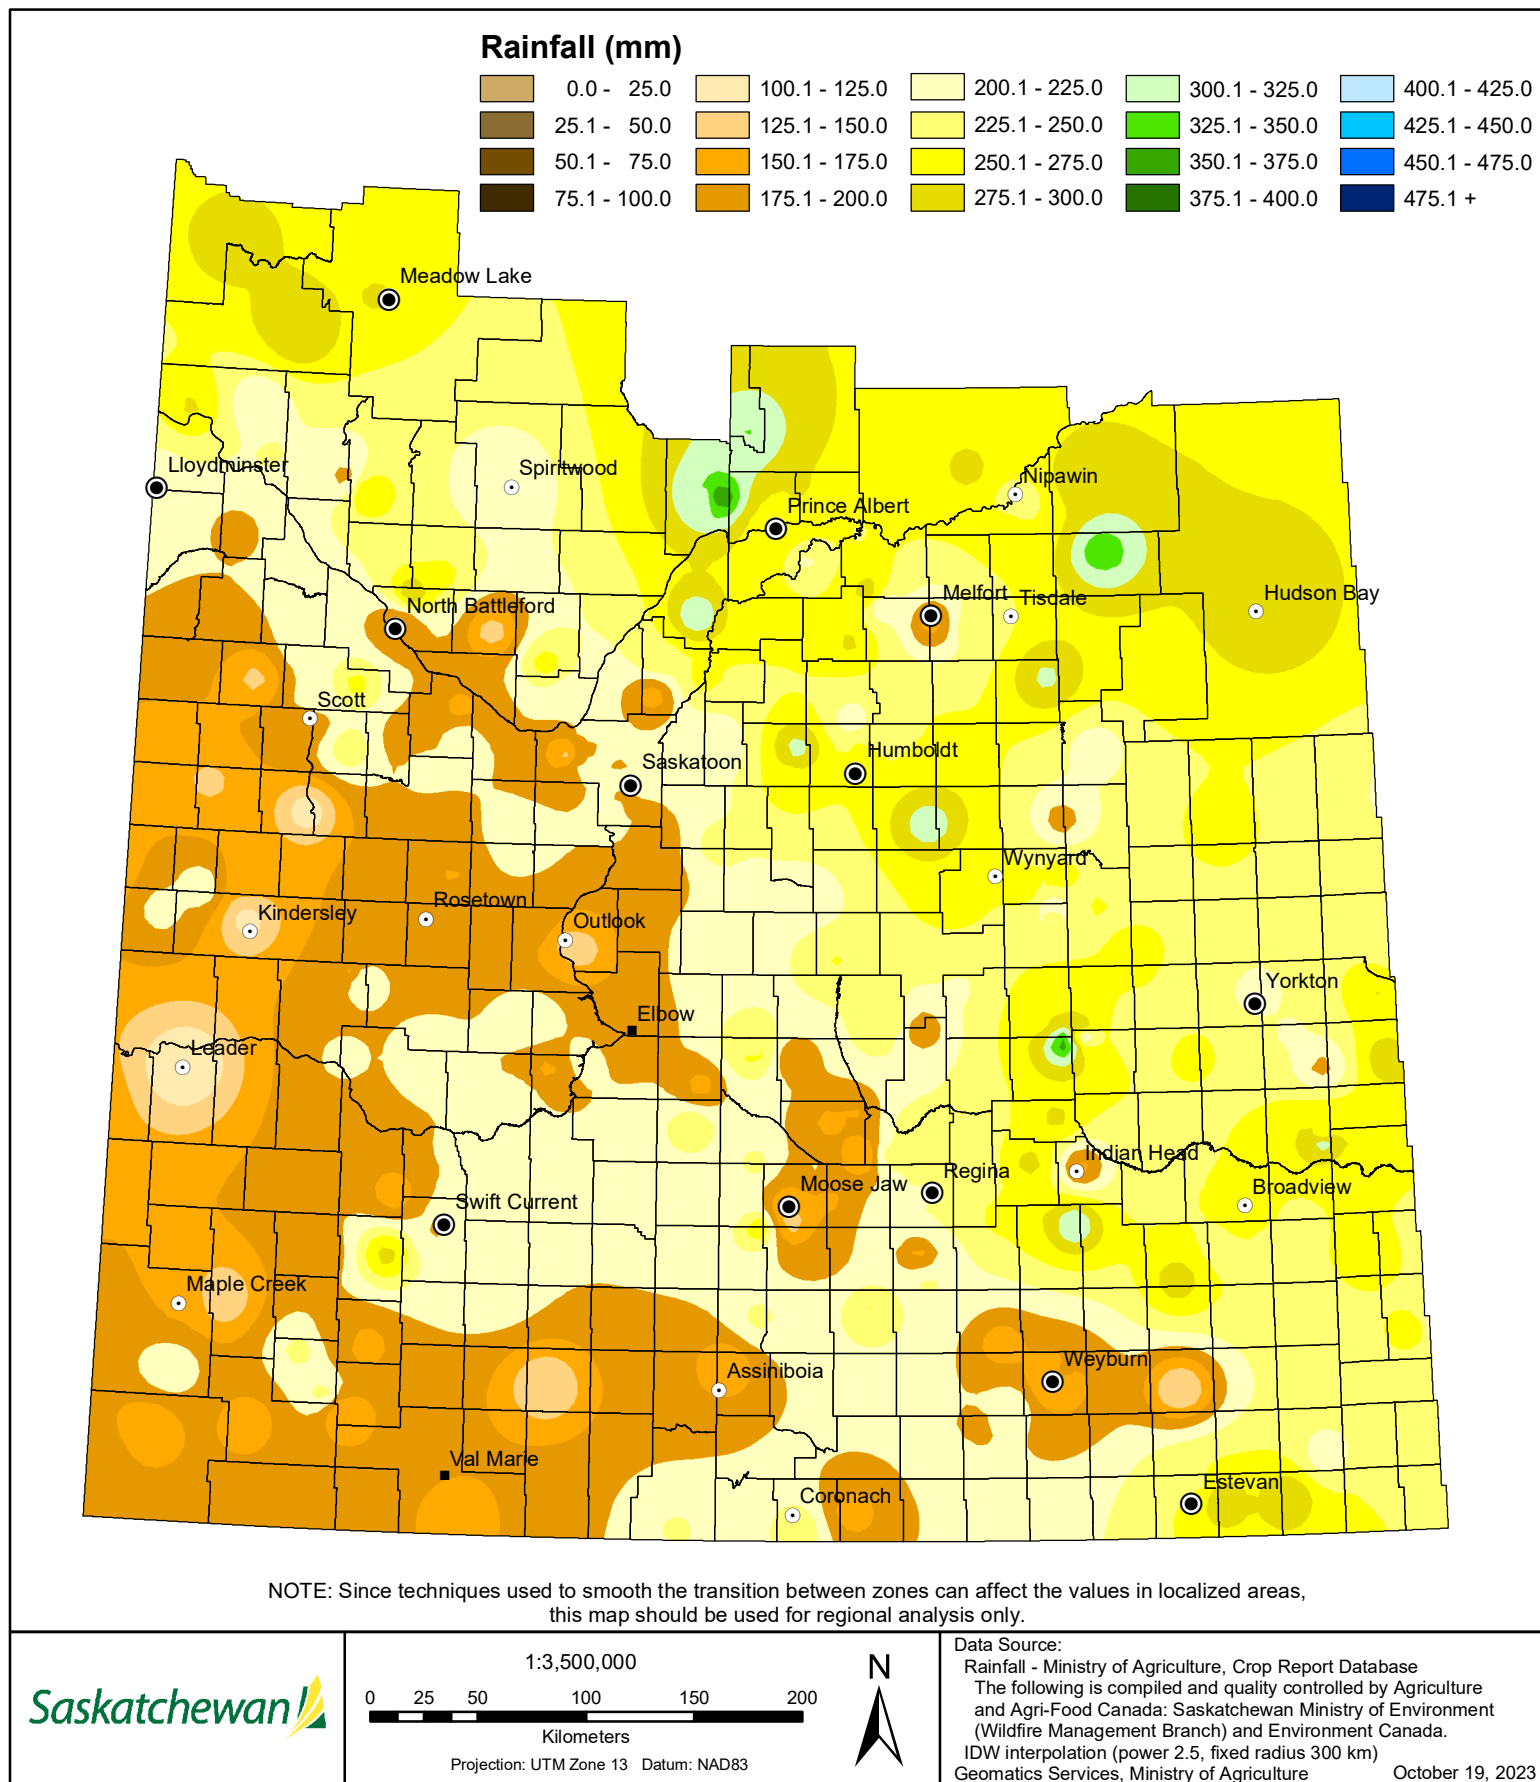 Rainfall (mm)
0.0 - 25.0
25.1 - 50.0
50.1 - 75.0
75.1 - 100.0
100.1 - 125.0
125.1 - 150.0
150.1 - 175.0
175.1 - 200.0
200.1 - 225.0
225.1 - 250.0
250.1 - 275.0
275.1 - 300.0
300.1 - 325.0
325.1 - 350.0
350.1 - 375.0
375.1 - 400.0
400.1 - 425.0
425.1 - 450.0
450.1 - 475.0
475.1 +
Meadow Lake
Lloydminster
Spiritwood
Nipawin
Prince Albert
Hudson Bay
Melfort
Tisdale
North Battleford
Scott
Humboldt
Saskatoon
Wynyard
Rosetown
Kindersley
Outlook
Yorkton
Elbow
Leader
Indian Head
Regina
Moose Jaw
Broadview
Swift Current
Maple Creek
Weyburn
Assiniboia
Val Marie
Estevan
Coronach
NOTE: Since techniques used to smooth the transition between zones can affect the values in localized areas,
this map should be used for regional analysis only.
Saskatchewan
1:3,500,000
0 25 50 100 150 200
Kilometers
Projection: UTM Zone 13 Datum: NAD83
N
Data Source:
Rainfall - Ministry of Agriculture, Crop Report Database
The following is compiled and quality controlled by Agriculture
and Agri-Food Canada: Saskatchewan Ministry of Environment
(Wildfire Management Branch) and Environment Canada.
IDW interpolation (power 2.5, fixed radius 300 km)
Geomatics Services, Ministry of Agriculture October 19, 2023